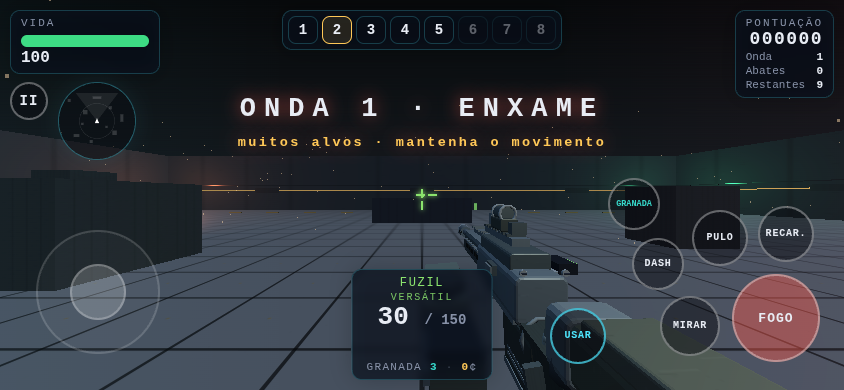 VIDA
100
II
1 2 3 4 5 6 7 8
PONTUAÇÃO
000000
Onda 1
Abates 0
Restantes 9
ONDA 1 · ENXAME
muitos alvos · mantenha o movimento
GRANADA
PULO
RECAR.
DASH
FOGO
MIRAR
USAR
FUZIL
VERSÁTIL
30 / 150
GRANADA 3 · 0¢